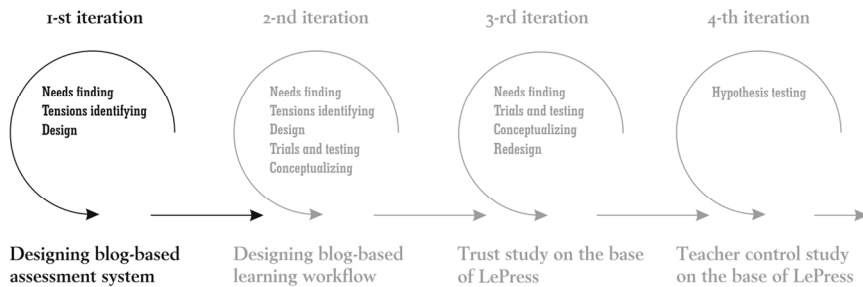 1-st iteration
2-nd iteration
3-rd iteration
4-th iteration
Needs finding
Tensions identifying
Design
Needs finding
Tensions identifying
Design
Trials and testing
Conceptualizing
Needs finding
Trials and testing
Conceptualizing
Redesign
Hypothesis testing
Designing blog-based
assessment system
Designing blog-based
learning workflow
Trust study on the base
of LePress
Teacher control study
on the base of LePress